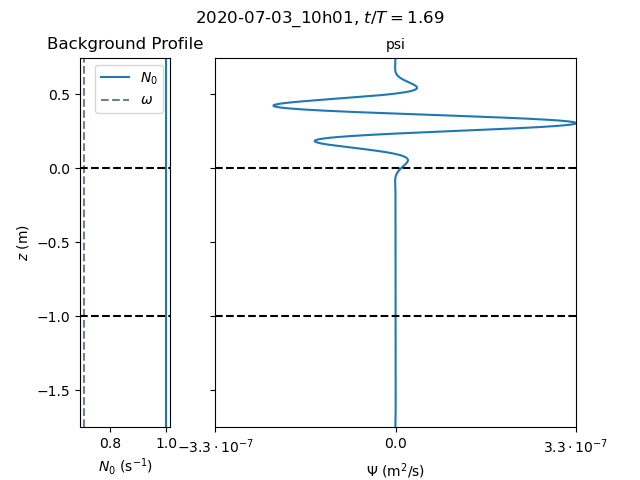 2020-07-03_10h01, t/T = 1.69
Background Profile
psi
N₀
ω
0.5
0.0
−0.5
−1.0
−1.5
z (m)
0.8
1.0
N₀ (s⁻¹)
−3.3 · 10⁻⁷
0.0
3.3 · 10⁻⁷
Ψ (m²/s)